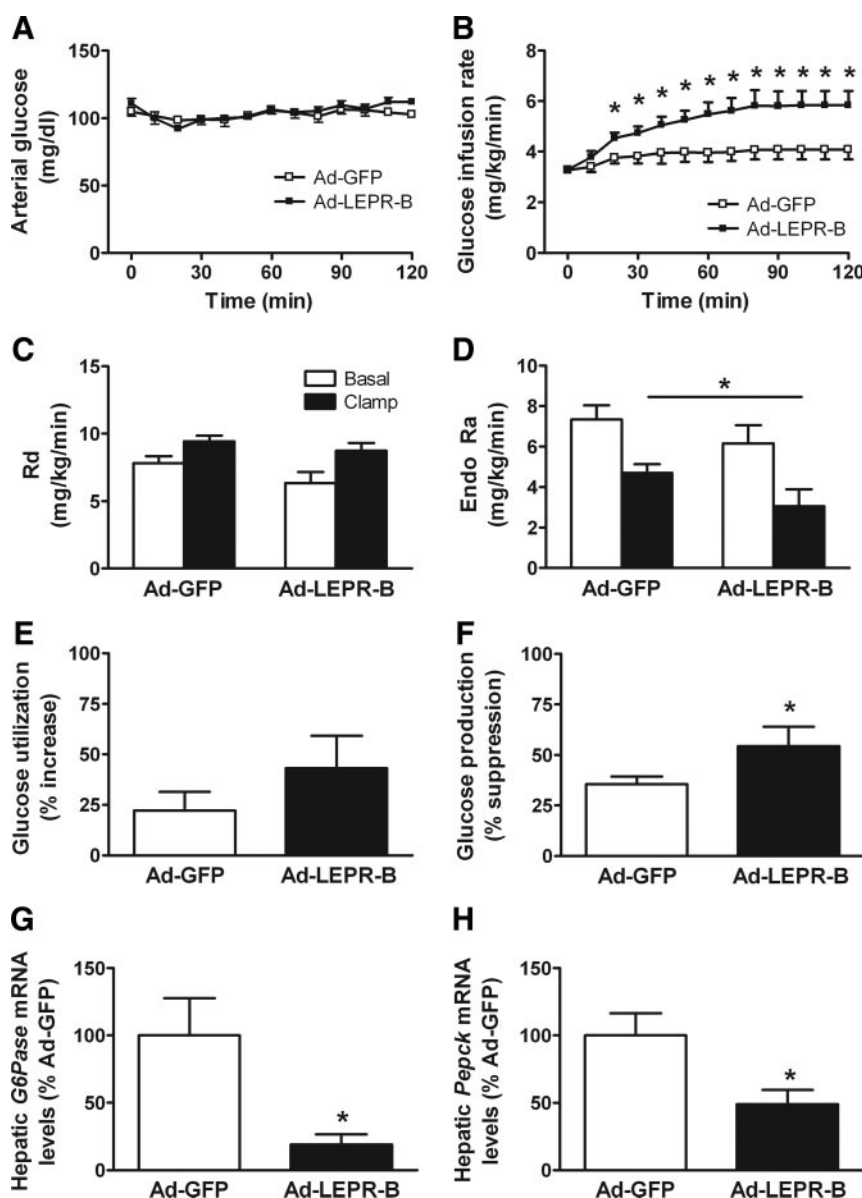 A
Arterial glucose
(mg/dl)
150
100
50
0
Ad-GFP
Ad-LEPR-B
0 30 60 90 120
Time (min)
B
Glucose infusion rate
(mg/kg/min)
8
6
4
2
0
* * * * * * * * * * *
Ad-GFP
Ad-LEPR-B
0 30 60 90 120
Time (min)
C
Rd
(mg/kg/min)
15
10
5
0
Basal
Clamp
Ad-GFP Ad-LEPR-B
D
Endo Ra
(mg/kg/min)
10
8
6
4
2
0
*
Ad-GFP Ad-LEPR-B
E
Glucose utilization
(% increase)
100
75
50
25
0
Ad-GFP Ad-LEPR-B
F
Glucose production
(% suppression)
100
75
50
25
0
*
Ad-GFP Ad-LEPR-B
G
Hepatic G6Pase mRNA
levels (% Ad-GFP)
150
100
50
0
*
Ad-GFP Ad-LEPR-B
H
Hepatic Pepck mRNA
levels (% Ad-GFP)
150
100
50
0
*
Ad-GFP Ad-LEPR-B